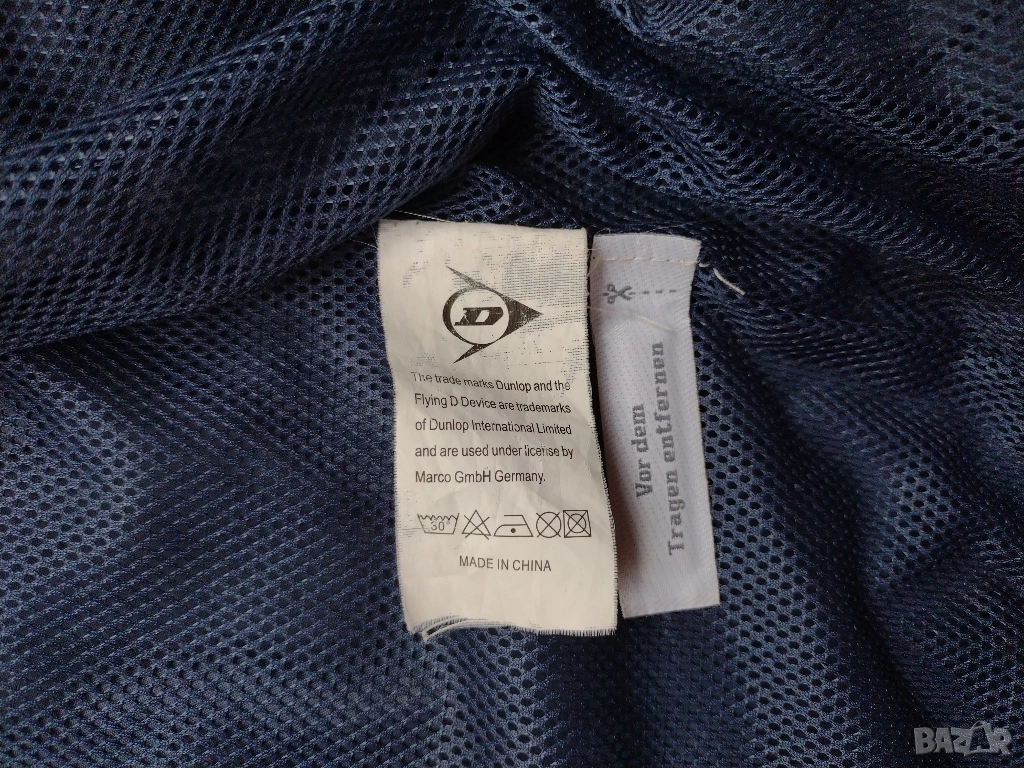 D
The trade marks Dunlop and the
Flying D Device are trademarks
of Dunlop International Limited
and are used under license by
Marco GmbH Germany.
30
MADE IN CHINA
Vor dem
Tragen entfernen
BAZAR